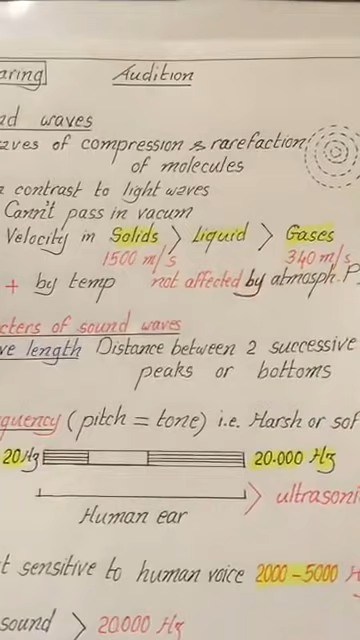 aring Audition
nd waves
aves of compression & rarefaction
of molecules
contrast to light waves
Cann't pass in vacum
Velocity in Solids > Liquid > Gases
1500 m/s 340 m/s
+ by temp not affected by atmosph. P.
cters of sound waves
ve length Distance between 2 successive
peaks or bottoms
quency (pitch = tone) i.e. Harsh or sof
20Hz 20.000 Hz
Human ear > ultrasoni
t sensitive to human voice 2000-5000 H
sound > 20000 Hz